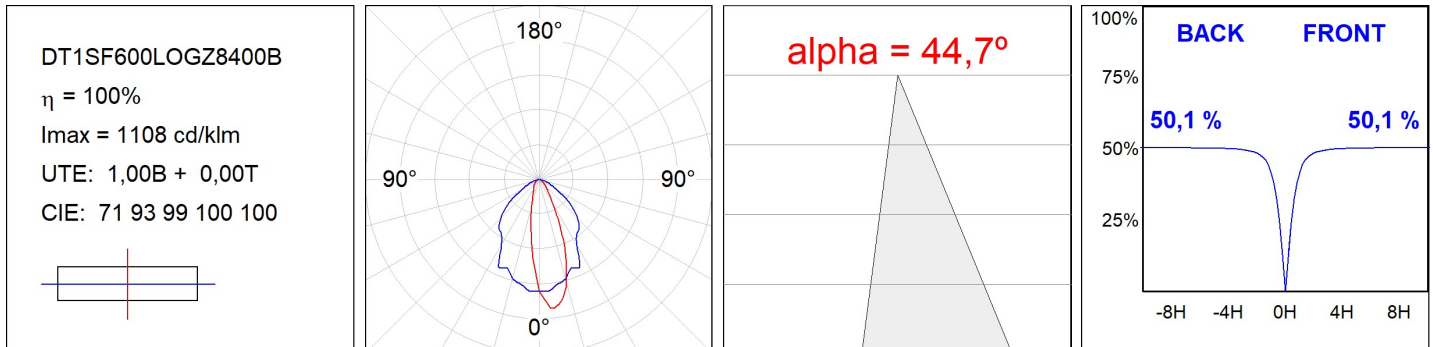 DT1SF600LOGZ8400B
η = 100%
Imax = 1108 cd/klm
UTE: 1,00B + 0,00T
CIE: 71 93 99 100 100
180°
90° 90°
0°
alpha = 44,7º
100%
BACK FRONT
75%
50,1 % 50,1 %
50%
25%
-8H -4H 0H 4H 8H